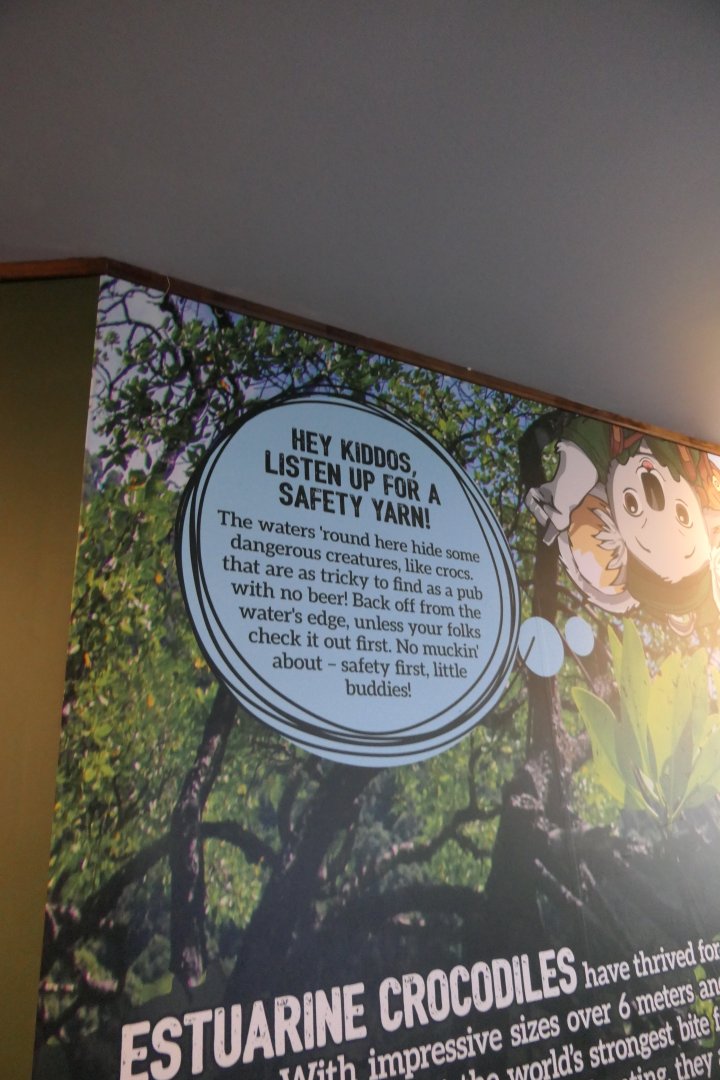 HEY KIDDOS,
LISTEN UP FOR A
SAFETY YARN!
The waters 'round here hide some
dangerous creatures, like crocs.
that are as tricky to find as a pub
with no beer! Back off from the
water's edge, unless your folks
check it out first. No muckin'
about – safety first, little
buddies!
ESTUARINE CROCODILES have thrived for
With impressive sizes over 6 meters and
the world's strongest bite
they